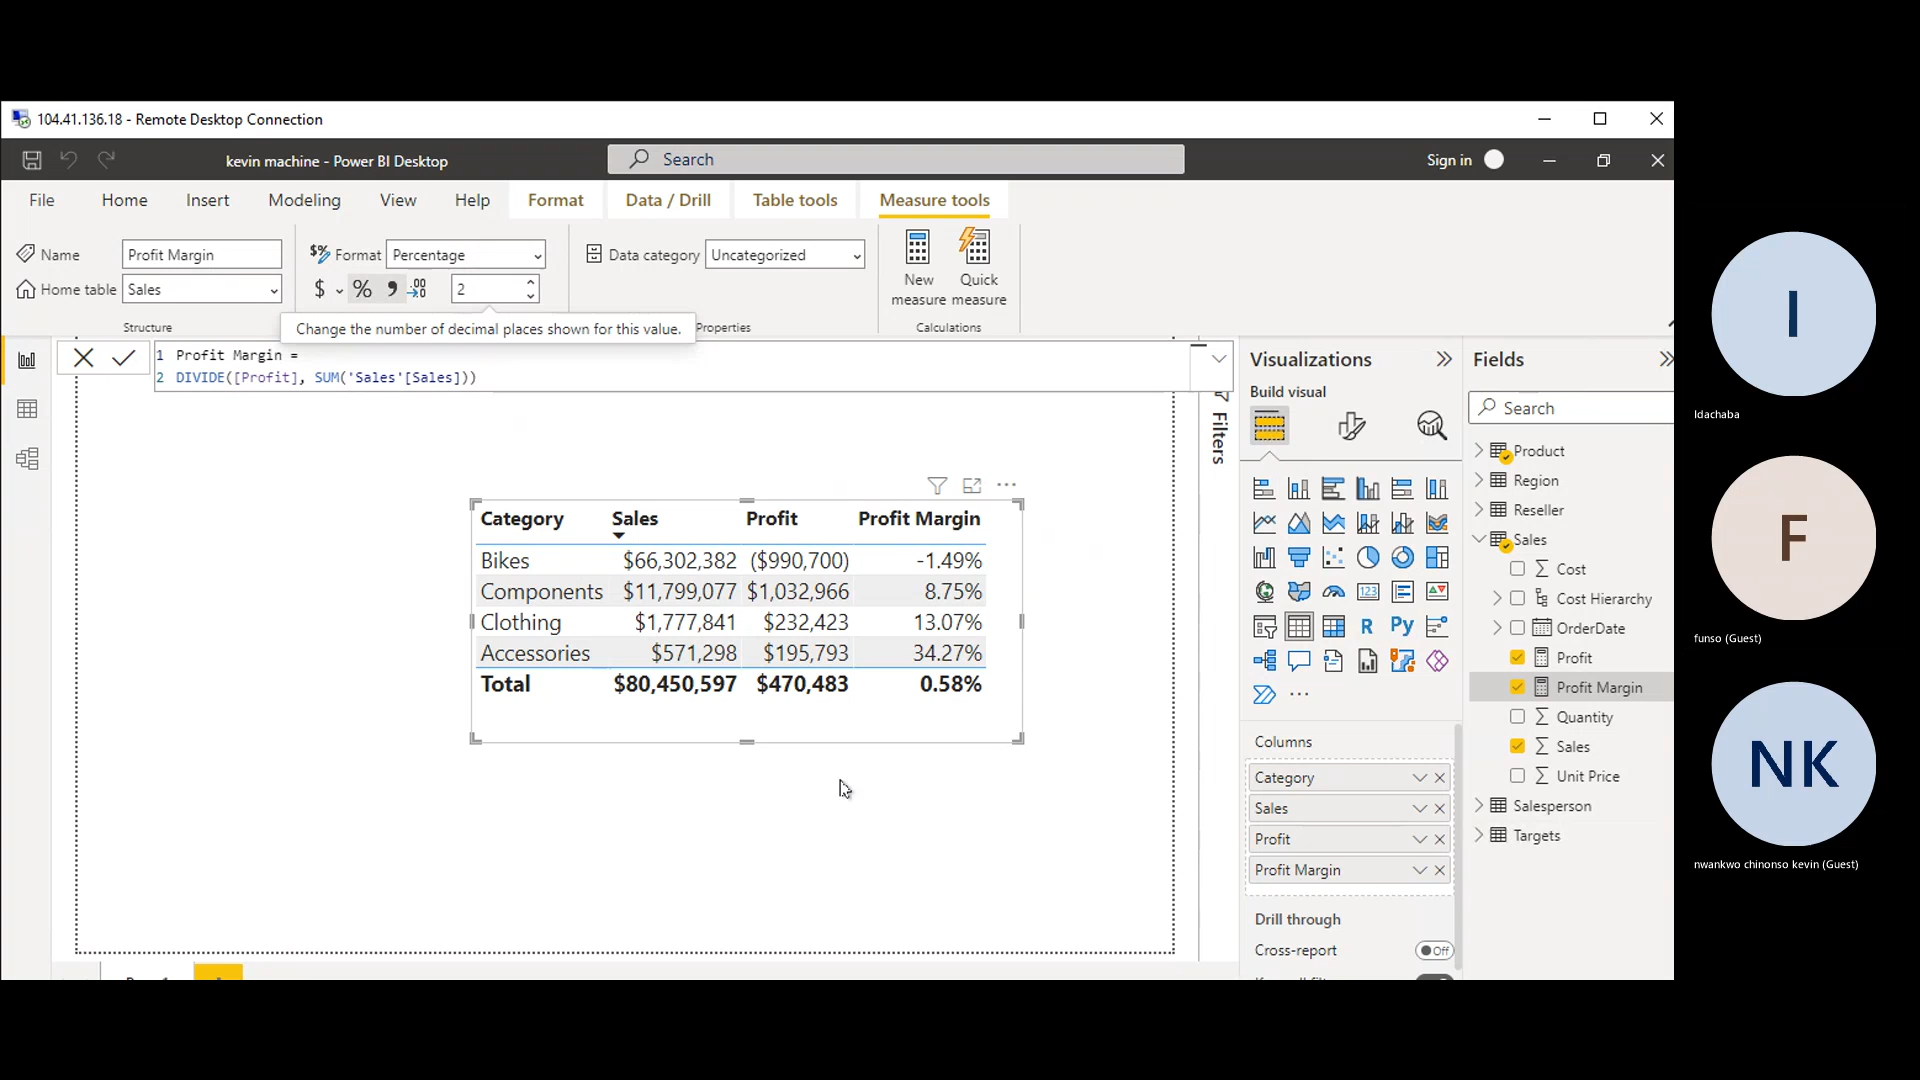 104.41.136.18 - Remote Desktop Connection
kevin machine - Power BI Desktop
Search
Sign in
File Home Insert Modeling View Help Format Data / Drill Table tools Measure tools
Name Profit Margin
Home table Sales
Structure
$% Format Percentage
$ % 9 .00 2
Data category Uncategorized
Properties
New measure
Quick measure
Calculations
Change the number of decimal places shown for this value.
1 Profit Margin =
2 DIVIDE([Profit], SUM('Sales'[Sales]))
Category Sales Profit Profit Margin
Bikes $66,302,382 ($990,700) -1.49%
Components $11,799,077 $1,032,966 8.75%
Clothing $1,777,841 $232,423 13.07%
Accessories $571,298 $195,793 34.27%
Total $80,450,597 $470,483 0.58%
Filters
Visualizations
Build visual
123
R Py
Columns
Category
Sales
Profit
Profit Margin
Drill through
Cross-report
Off
Fields
Search
Product
Region
Reseller
Sales
Cost
Cost Hierarchy
OrderDate
Profit
Profit Margin
Quantity
Sales
Unit Price
Salesperson
Targets
I
Idachaba
F
funso (Guest)
NK
nwankwo chinonso kevin (Guest)